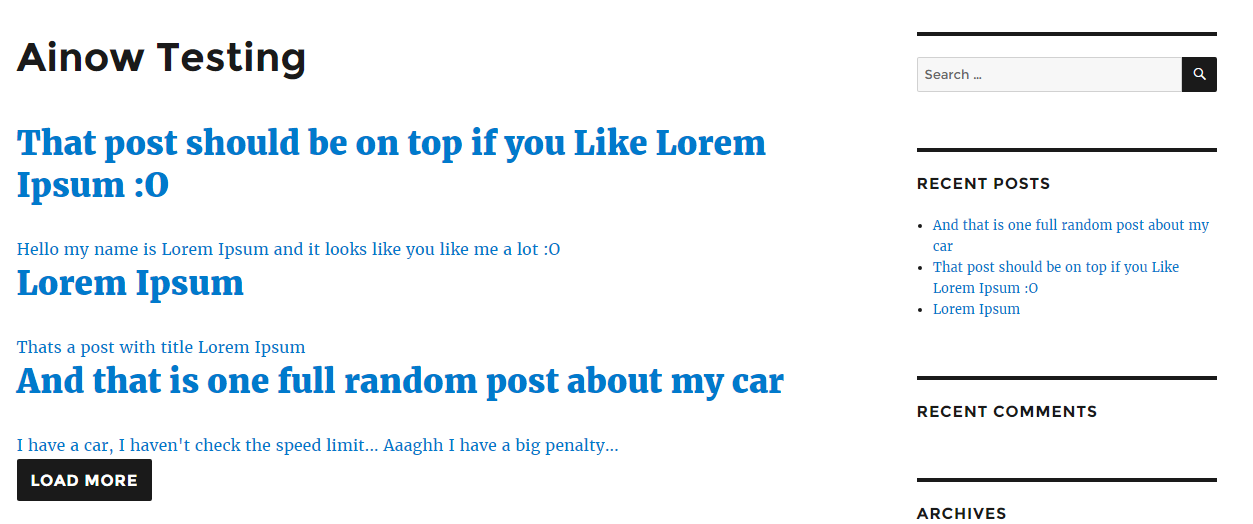 Ainow Testing
That post should be on top if you Like Lorem
Ipsum :O
Hello my name is Lorem Ipsum and it looks like you like me a lot :O
Lorem Ipsum
Thats a post with title Lorem Ipsum
And that is one full random post about my car
I have a car, I haven't check the speed limit... Aaaghh I have a big penalty...
LOAD MORE
Search ...
RECENT POSTS
And that is one full random post about my
car
That post should be on top if you Like
Lorem Ipsum :O
Lorem Ipsum
RECENT COMMENTS
ARCHIVES